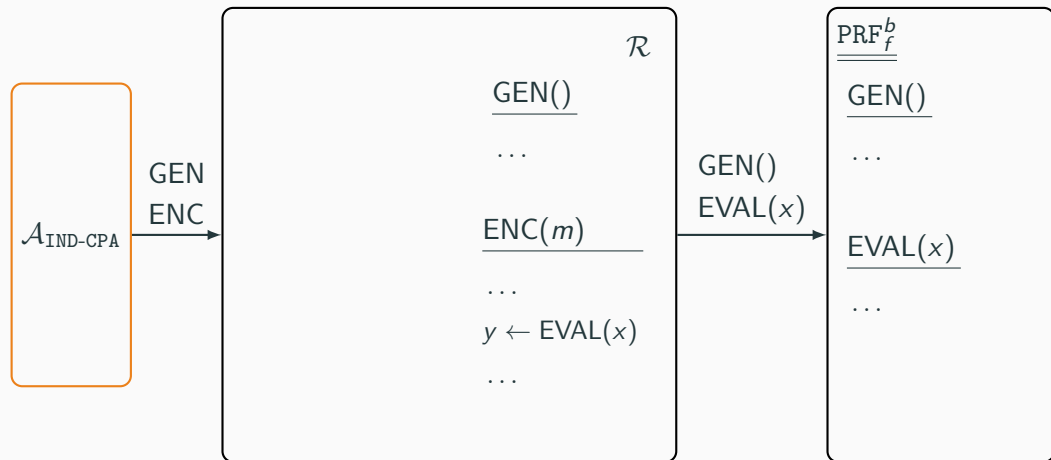 𝒜_IND-CPA
GEN
ENC
ℛ
GEN()
...
ENC(m)
...
y ← EVAL(x)
...
GEN()
EVAL(x)
PRF_f^b
GEN()
...
EVAL(x)
...